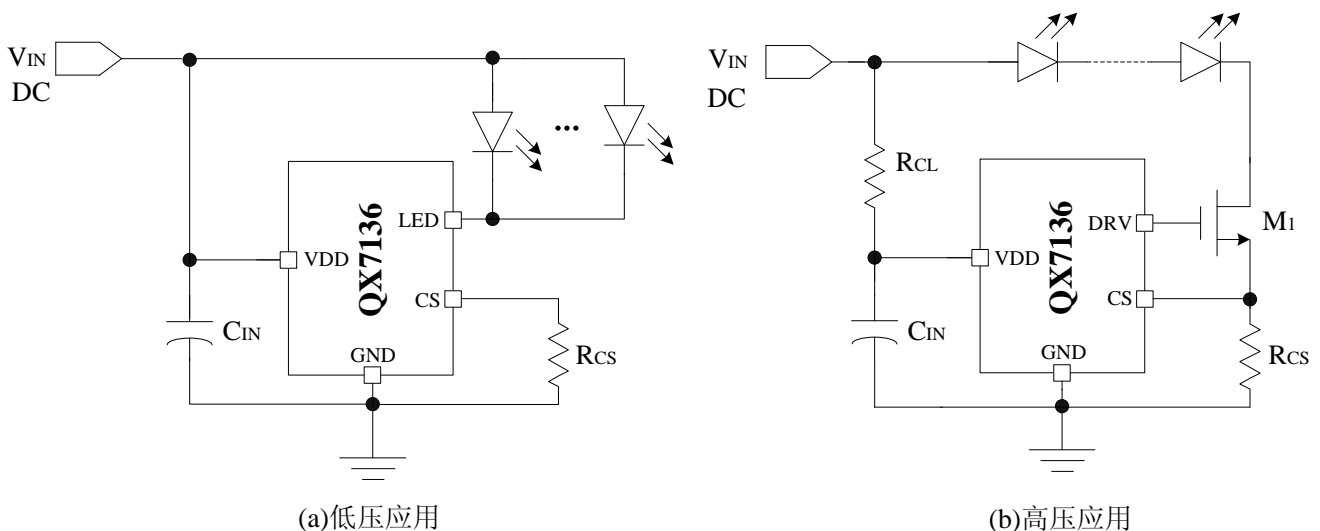 VIN
DC
LED
VDD
QX7136
CS
CIN
GND
RCS
...
(a)低压应用
VIN
DC
RCL
DRV
M1
VDD
QX7136
CS
CIN
GND
RCS
(b)高压应用